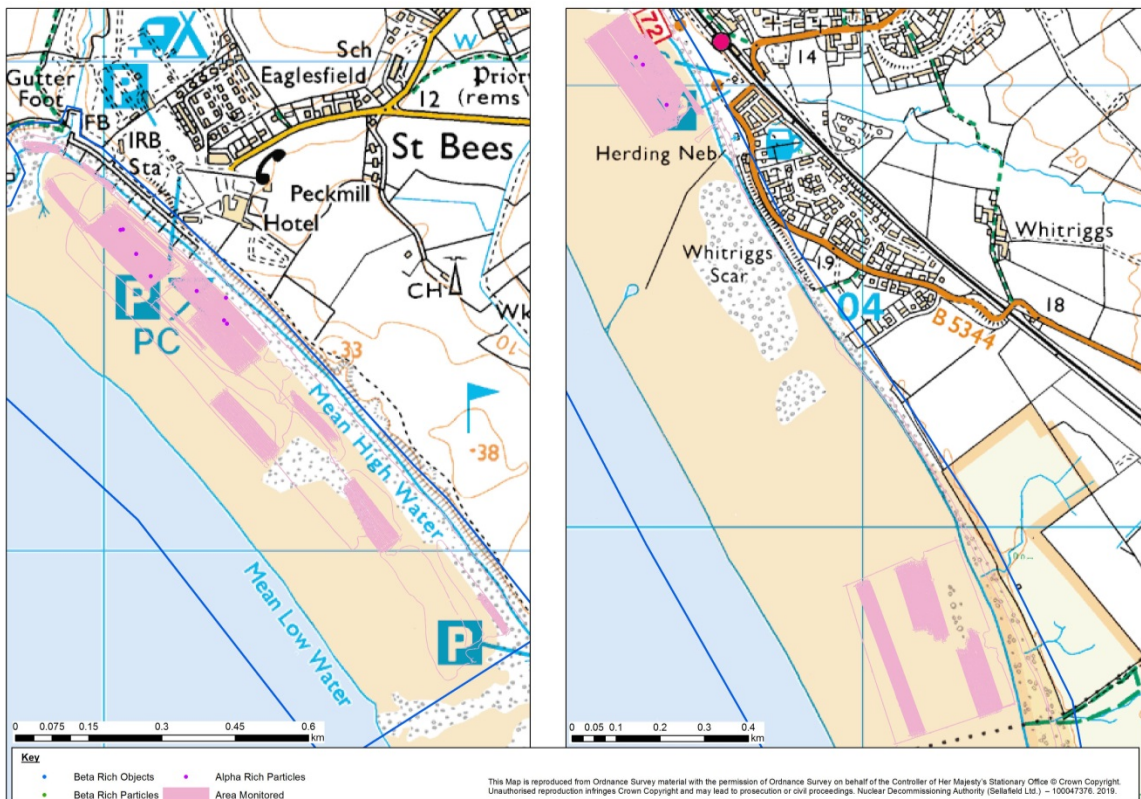 Sch
W
Gutter
Foot
Eaglesfield
Prior
(rems
P
12
FB
IRB
Sta
St Bees
Peckmill
Hotel
CH
Wk
P
PC
33
10
Mean High Water
38
Mean Low Water
P
0 0.075 0.15 0.3 0.45 0.6
km
72
14
Herding Neb
20
Whitriggs
Scar
Whitriggs
19
04
18
B 5344
0 0.05 0.1 0.2 0.3 0.4
km
Key
Beta Rich Objects
Alpha Rich Particles
Beta Rich Particles
Area Monitored
This Map is reproduced from Ordnance Survey material with the permission of Ordnance Survey on behalf of the Controller of Her Majesty's Stationary Office © Crown Copyright.
Unauthorised reproduction infringes Crown Copyright and may lead to prosecution or civil proceedings. Nuclear Decommissioning Authority (Sellafield Ltd.) – 100047376. 2019.